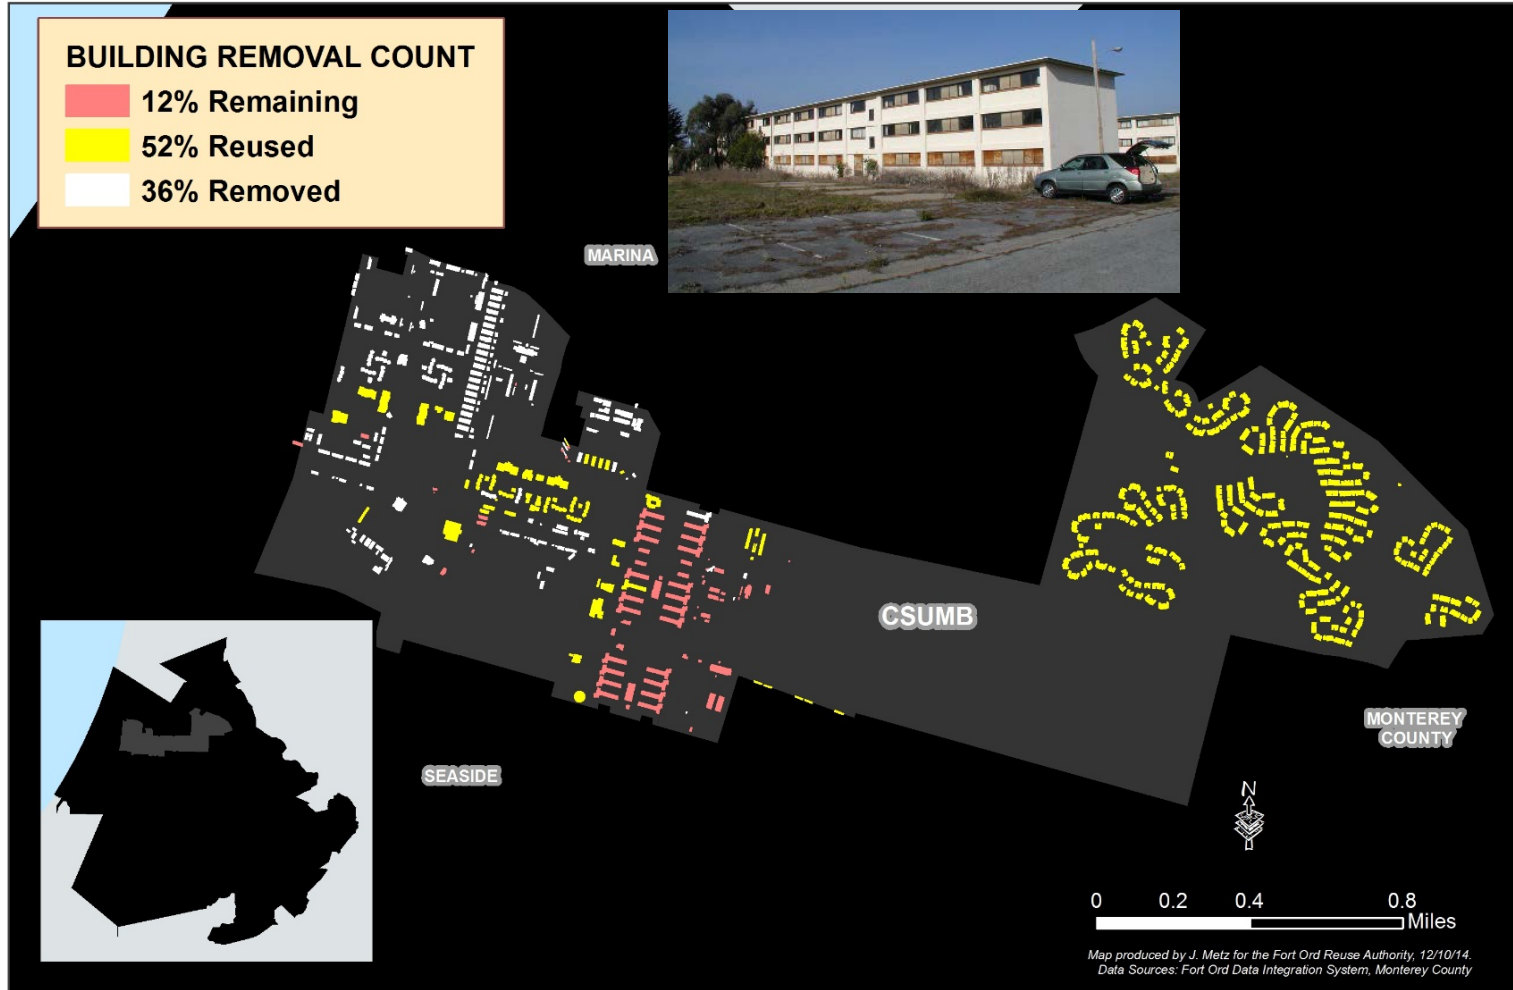 BUILDING REMOVAL COUNT
12% Remaining
52% Reused
36% Removed
MARINA
CSUMB
MONTEREY
COUNTY
SEASIDE
N
0 0.2 0.4 0.8
Miles
Map produced by J. Metz for the Fort Ord Reuse Authority, 12/10/14.
Data Sources: Fort Ord Data Integration System, Monterey County